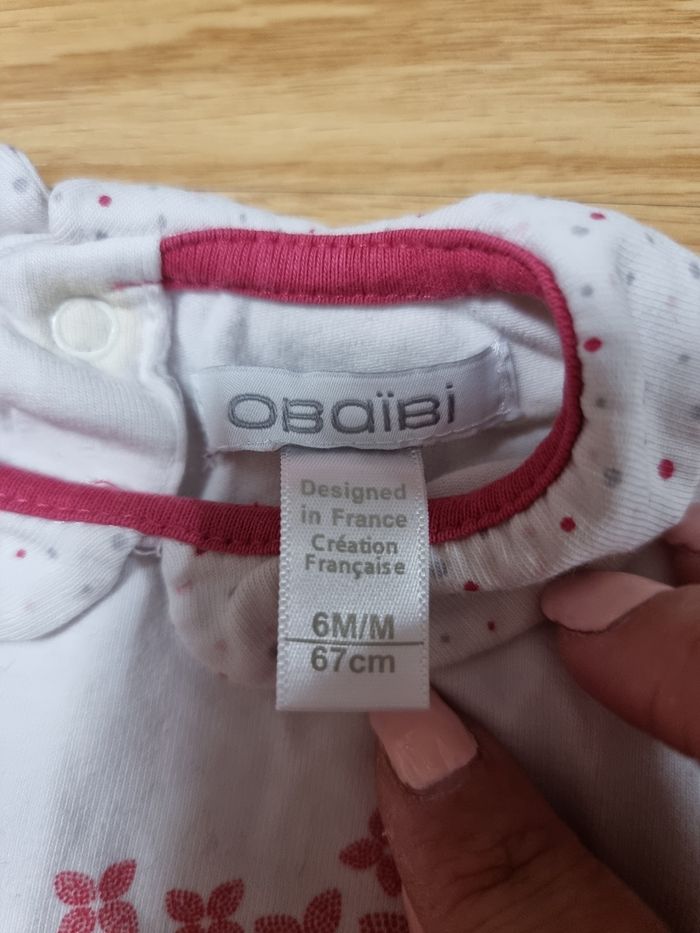 OBaïBi
Designed
in France
Création
Française
6M/M
67cm